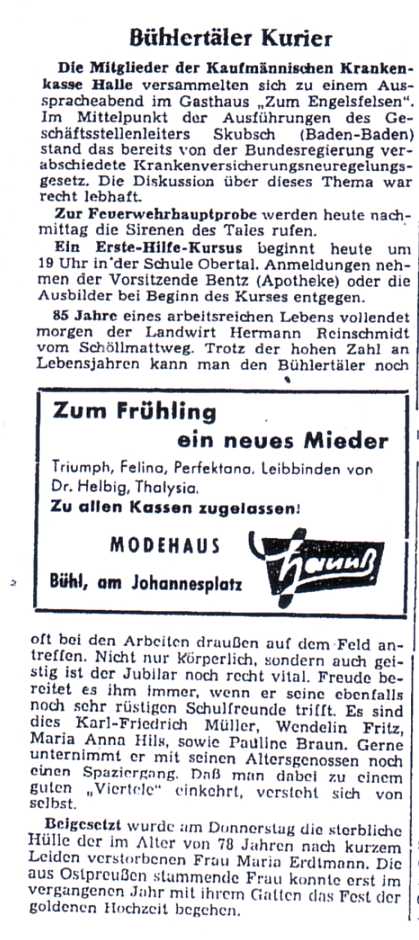 Bühlertäler Kurier
Die Mitglieder der Kaufmännischen Kranken-
kasse Halle versammelten sich zu einem Aus-
spracheabend im Gasthaus „Zum Engelsfelsen“.
Im Mittelpunkt der Ausführungen des Ge-
schäftsstellenleiters Skubsch (Baden-Baden)
stand das bereits von der Bundesregierung ver-
abschiedete Krankenversicherungsneuregelungs-
gesetz. Die Diskussion über dieses Thema war
recht lebhaft.
Zur Feuerwehrhauptprobe werden heute nach-
mittag die Sirenen des Tales rufen.
Ein Erste-Hilfe-Kursus beginnt heute um
19 Uhr in der Schule Obertal. Anmeldungen neh-
men der Vorsitzende Bentz (Apotheke) oder die
Ausbilder bei Beginn des Kurses entgegen.
85 Jahre eines arbeitsreichen Lebens vollendet
morgen der Landwirt Hermann Reinschmidt
vom Schöllmattweg. Trotz der hohen Zahl an
Lebensjahren kann man den Bühlertäler noch
Zum Frühling
ein neues Mieder
Triumph, Felina, Perfektana, Leibbinden von
Dr. Helbig, Thalysia.
Zu allen Kassen zugelassen!
MODEHAUS
hanuß
Bühl, am Johannesplatz
oft bei den Arbeiten draußen auf dem Feld an-
treffen. Nicht nur körperlich, sondern auch gei-
stig ist der Jubilar noch recht vital. Freude be-
reitet es ihm immer, wenn er seine ebenfalls
noch sehr rüstigen Schulfreunde trifft. Es sind
dies Karl-Friedrich Müller, Wendelin Fritz,
Maria Anna Hils, sowie Pauline Braun. Gerne
unternimmt er mit seinen Altersgenossen noch
einen Spaziergang. Daß man dabei zu einem
guten „Viertele“ einkehrt, versteht sich von
selbst.
Beigesetzt wurde am Donnerstag die sterbliche
Hülle der im Alter von 78 Jahren nach kurzem
Leiden verstorbenen Frau Maria Erdtmann. Die
aus Ostpreußen stammende Frau konnte erst im
vergangenen Jahr mit ihrem Gatten das Fest der
goldenen Hochzeit begehen.